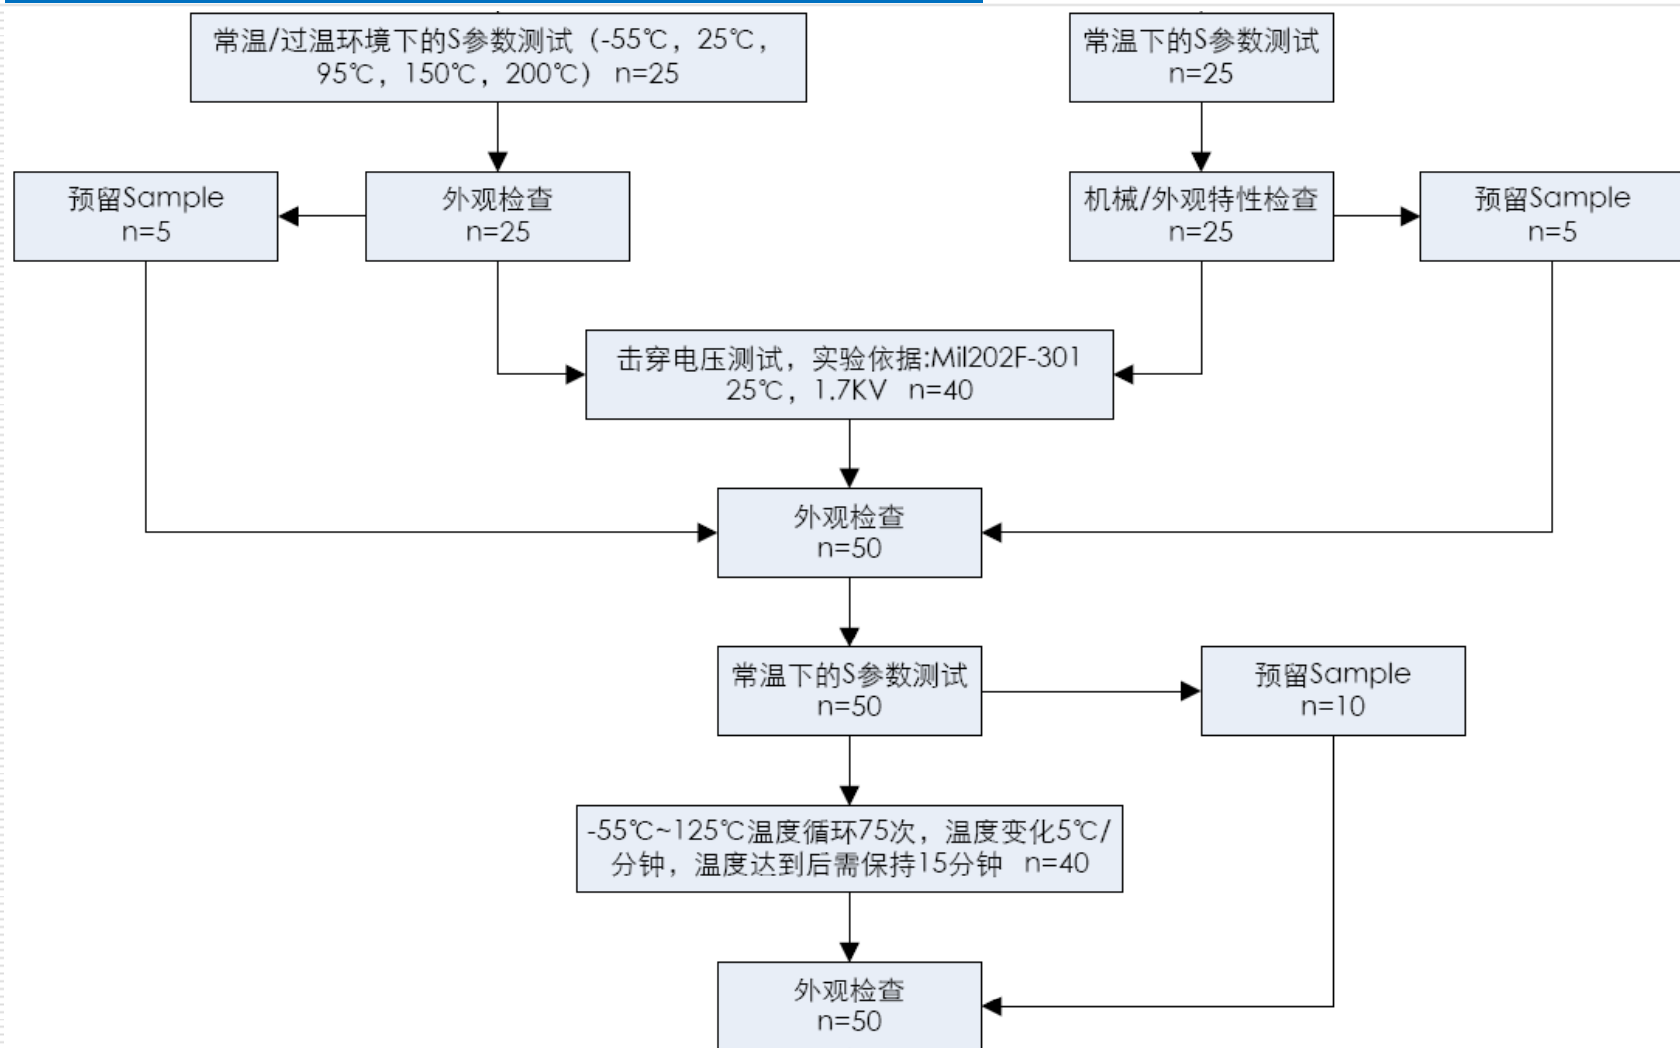 常温/过温环境下的S参数测试（-55℃，25℃，
95℃，150℃，200℃） n=25
常温下的S参数测试
n=25
预留Sample
n=5
外观检查
n=25
机械/外观特性检查
n=25
预留Sample
n=5
击穿电压测试，实验依据:Mil202F-301
25℃，1.7KV n=40
外观检查
n=50
常温下的S参数测试
n=50
预留Sample
n=10
-55℃~125℃温度循环75次，温度变化5℃/
分钟，温度达到后需保持15分钟 n=40
外观检查
n=50